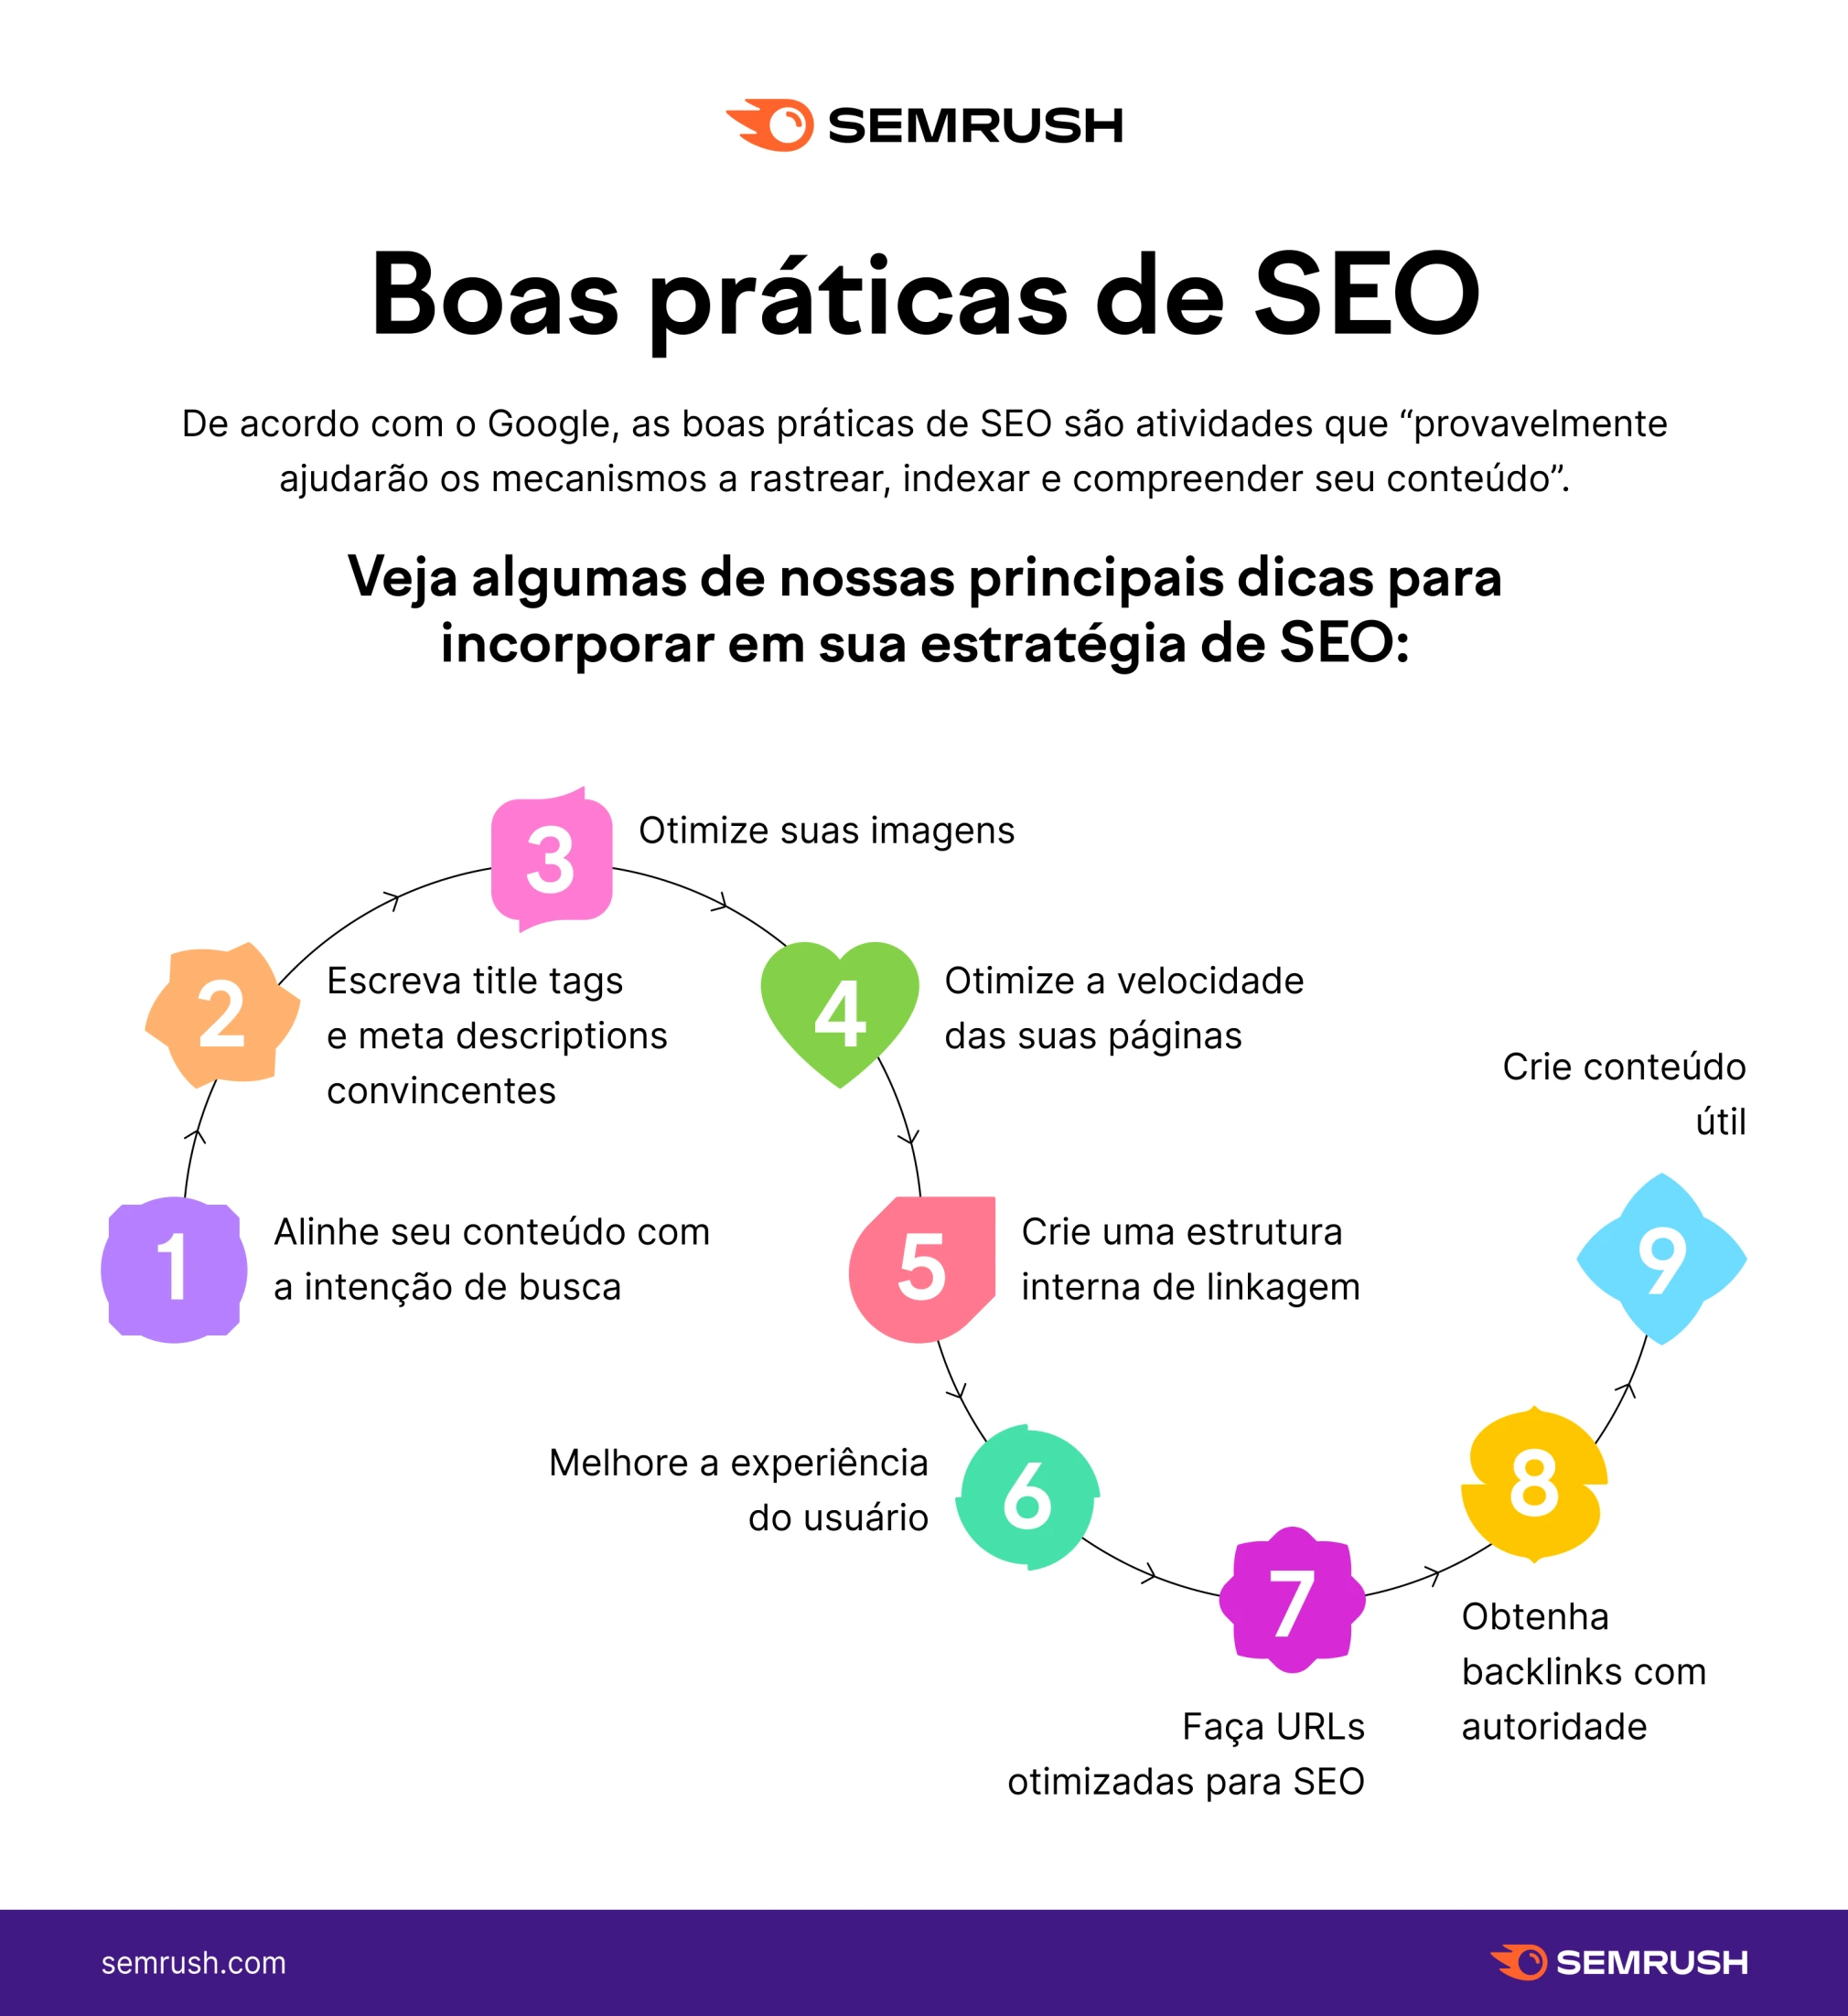 SEMRUSH
Boas práticas de SEO
De acordo com o Google, as boas práticas de SEO são atividades que “provavelmente
ajudarão os mecanismos a rastrear, indexar e compreender seu conteúdo”.
Veja algumas de nossas principais dicas para
incorporar em sua estratégia de SEO:
1
Alinhe seu conteúdo com
a intenção de busca
2
Escreva title tags
e meta descriptions
convincentes
3
Otimize suas imagens
4
Otimize a velocidade
das suas páginas
5
Crie uma estrutura
interna de linkagem
6
Melhore a experiência
do usuário
7
Faça URLs
otimizadas para SEO
8
Obtenha
backlinks com
autoridade
9
Crie conteúdo
útil
semrush.com
SEMRUSH